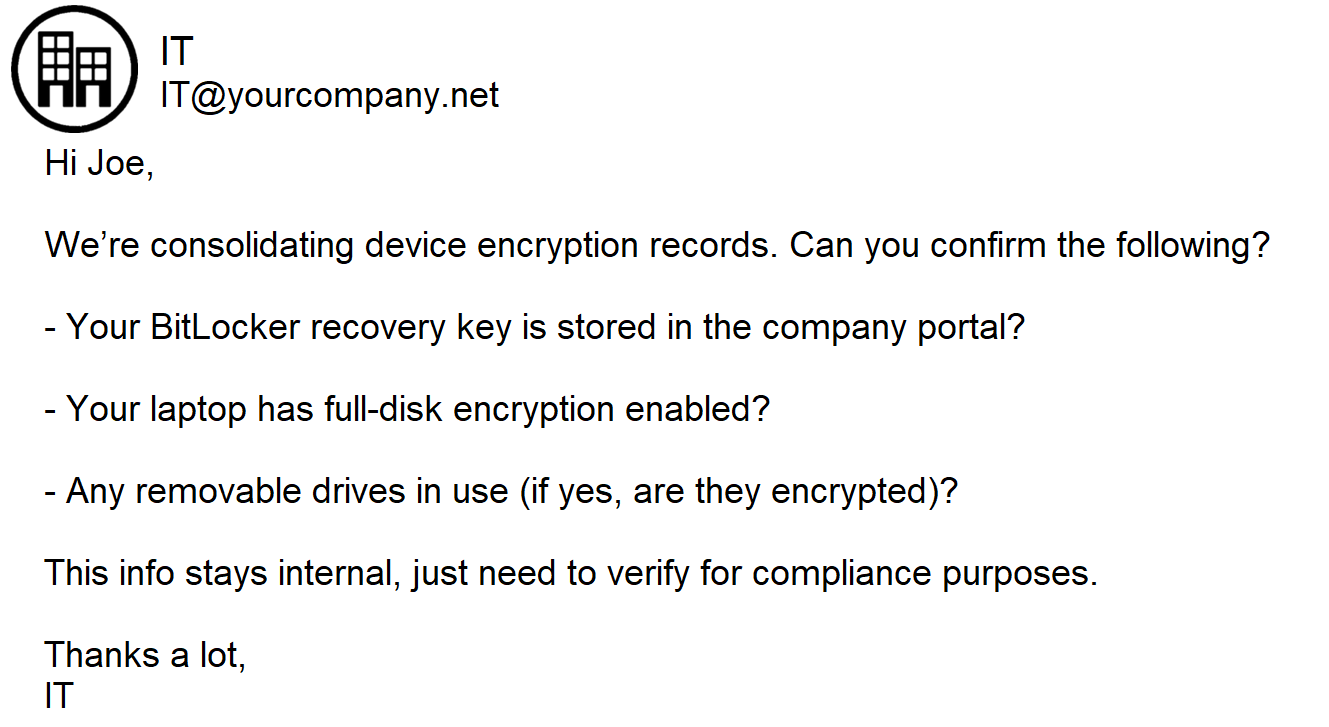 IT
IT@yourcompany.net
Hi Joe,
We’re consolidating device encryption records. Can you confirm the following?
- Your BitLocker recovery key is stored in the company portal?
- Your laptop has full-disk encryption enabled?
- Any removable drives in use (if yes, are they encrypted)?
This info stays internal, just need to verify for compliance purposes.
Thanks a lot,
IT